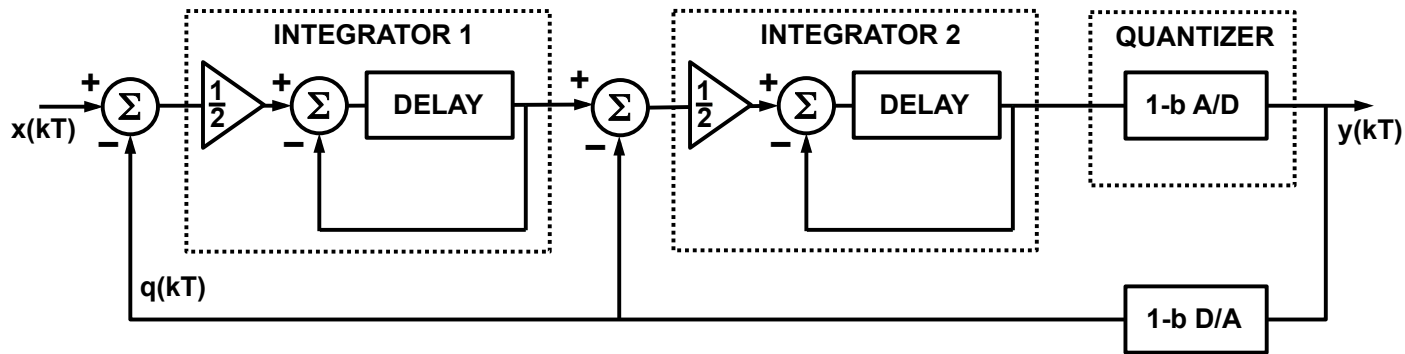 INTEGRATOR 1
INTEGRATOR 2
QUANTIZER
+
+
+
+
x(kT)
Σ
1/2
Σ
DELAY
Σ
1/2
Σ
DELAY
1-b A/D
y(kT)
−
−
−
−
q(kT)
1-b D/A